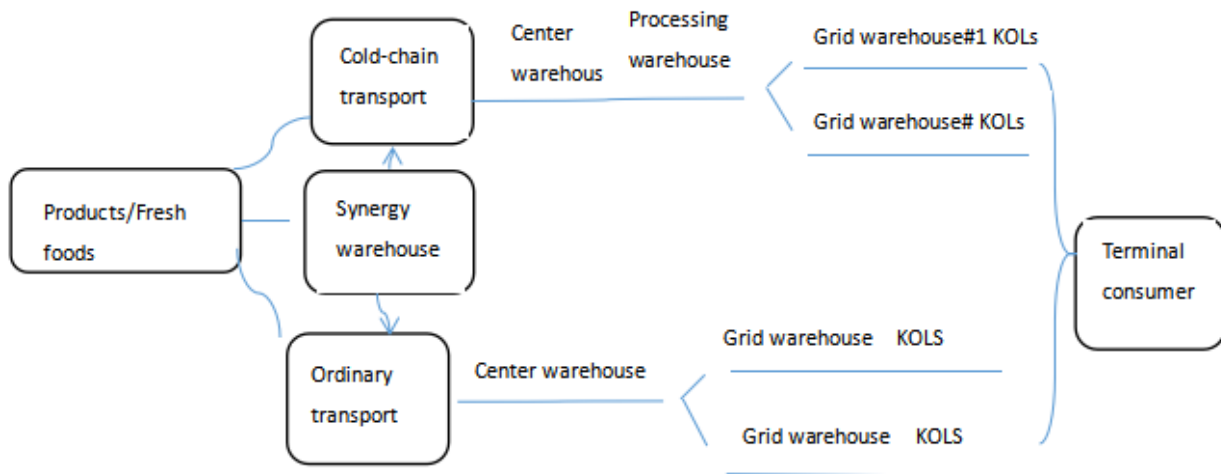 Products/Fresh
foods
Cold-chain
transport
Synergy
warehouse
Ordinary
transport
Center
warehous
Processing
warehouse
Grid warehouse#1 KOLs
Grid warehouse# KOLs
Center warehouse
Grid warehouse KOLS
Grid warehouse KOLS
Terminal
consumer